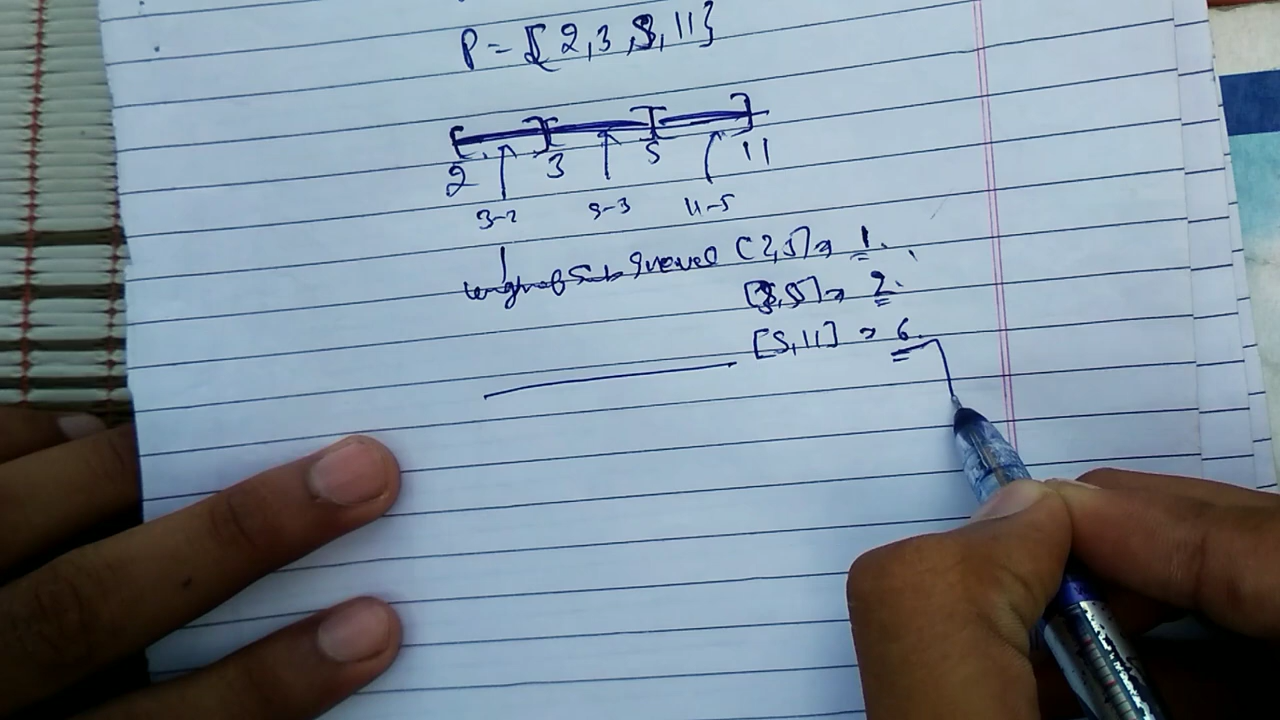 P = { 2, 3, 5, 11 }
2 3 5 11
3-2 5-3 11-5
length of Sub [2,3] → 1.
[3,5] → 2.
[5,11] → 6.